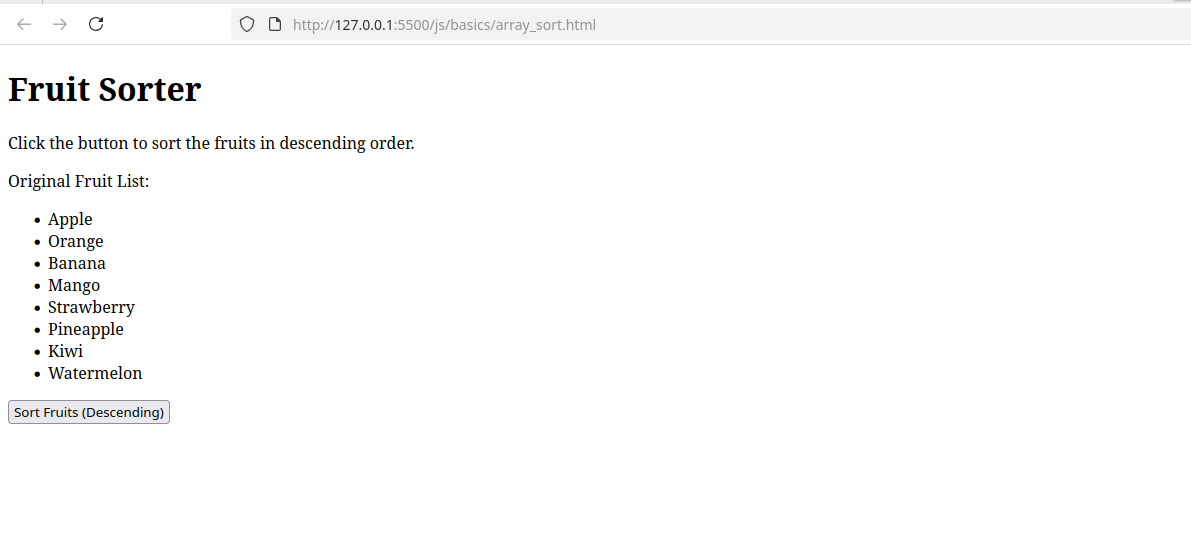 http://127.0.0.1:5500/js/basics/array_sort.html
Fruit Sorter
Click the button to sort the fruits in descending order.
Original Fruit List:
Apple
Orange
Banana
Mango
Strawberry
Pineapple
Kiwi
Watermelon
Sort Fruits (Descending)